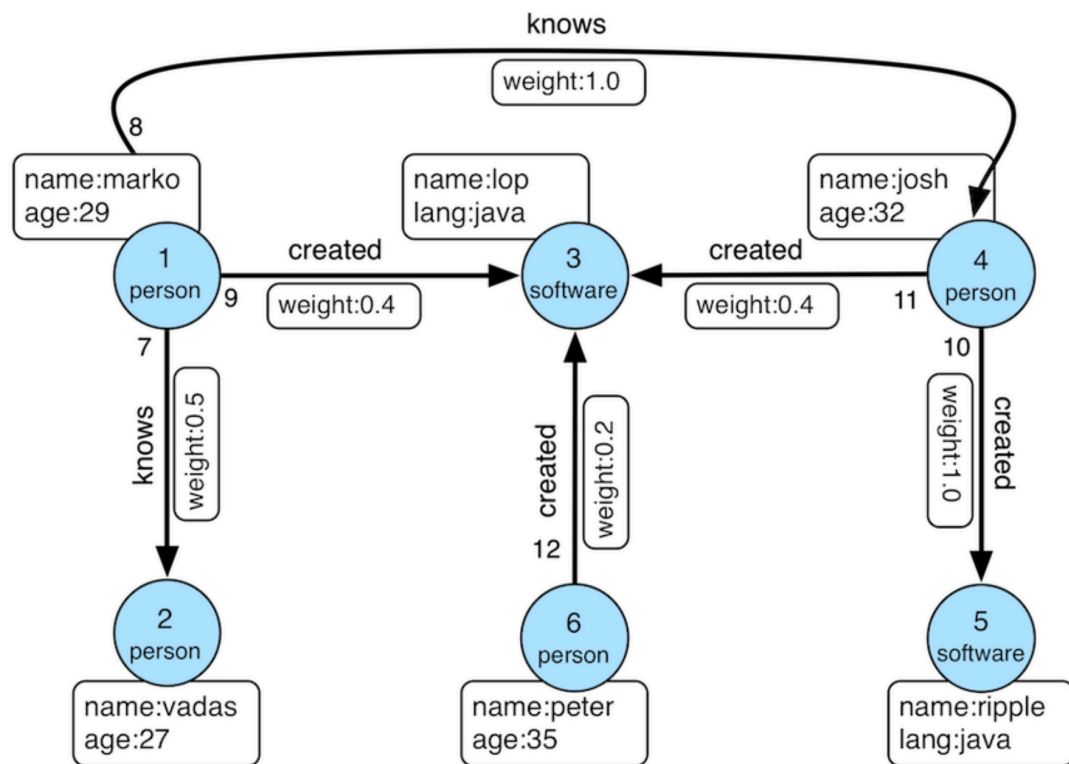 knows
weight:1.0
8
name:marko
age:29
name:lop
lang:java
name:josh
age:32
1
person
created
3
software
created
4
person
9
weight:0.4
weight:0.4
11
7
10
knows
weight:0.5
created
weight:0.2
weight:1.0
created
12
2
person
6
person
5
software
name:vadas
age:27
name:peter
age:35
name:ripple
lang:java